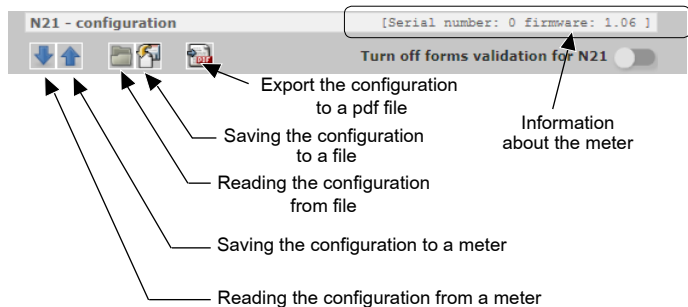 N21 - configuration
[Serial number: 0 firmware: 1.06 ]
Turn off forms validation for N21
pdf
Export the configuration
to a pdf file
Information
about the meter
Saving the configuration
to a file
Reading the configuration
from file
Saving the configuration to a meter
Reading the configuration from a meter